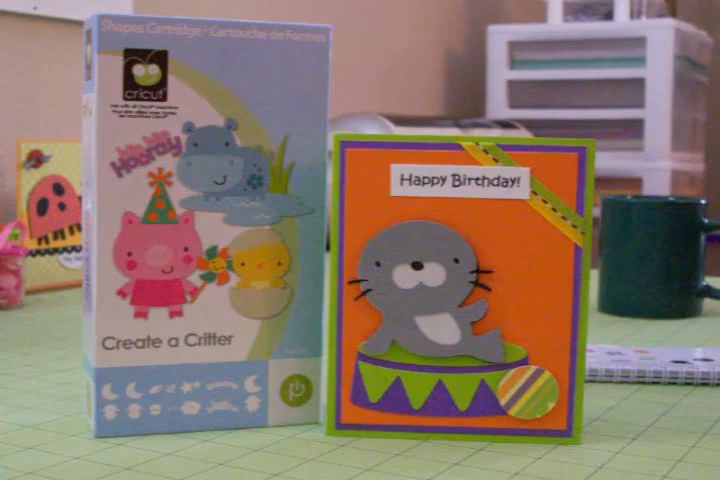 Shapes Cartridge • Cartouche de Formes
cricut
Hooray
Create a Critter
Happy Birthday!